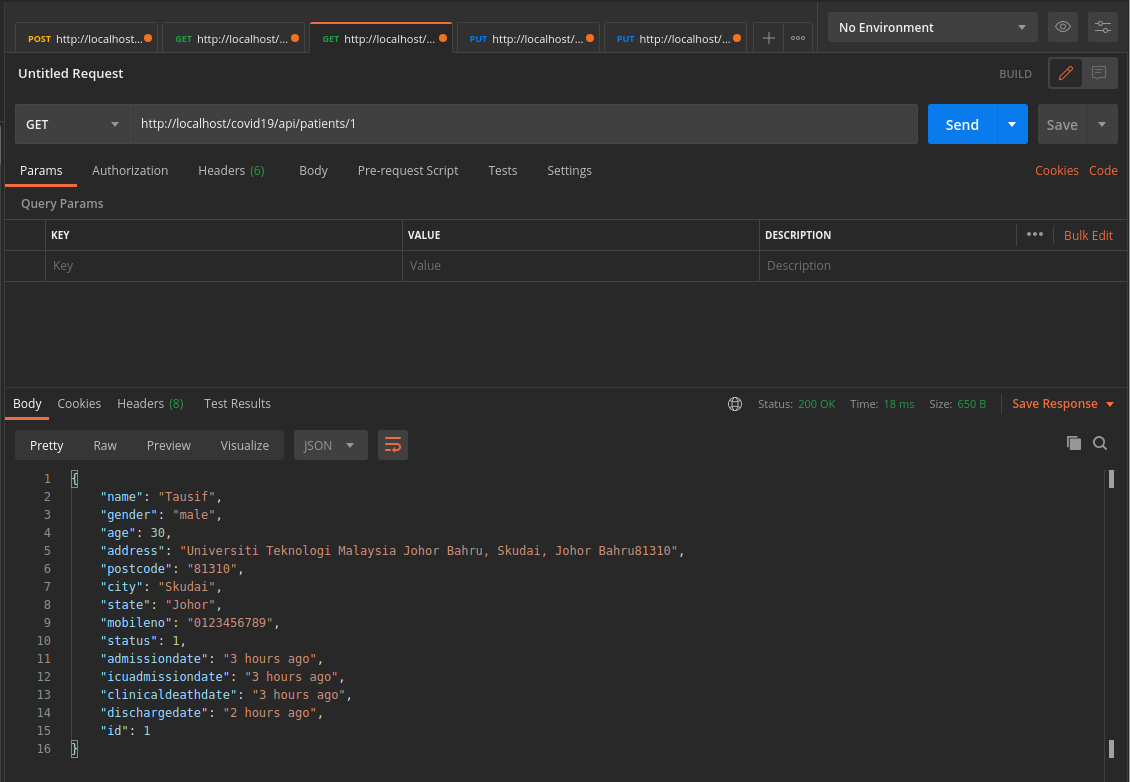 POST http://localhost... GET http://localhost/... GET http://localhost/... PUT http://localhost/... PUT http://localhost/... No Environment
Untitled Request BUILD
GET http://localhost/covid19/api/patients/1 Send Save
Params Authorization Headers (6) Body Pre-request Script Tests Settings Cookies Code
Query Params
KEY VALUE DESCRIPTION Bulk Edit
Key Value Description
Body Cookies Headers (8) Test Results Status: 200 OK Time: 18 ms Size: 650 B Save Response
Pretty Raw Preview Visualize JSON
1 {
2 "name": "Tausif",
3 "gender": "male",
4 "age": 30,
5 "address": "Universiti Teknologi Malaysia Johor Bahru, Skudai, Johor Bahru81310",
6 "postcode": "81310",
7 "city": "Skudai",
8 "state": "Johor",
9 "mobileno": "0123456789",
10 "status": 1,
11 "admissiondate": "3 hours ago",
12 "icuadmissiondate": "3 hours ago",
13 "clinicaldeathdate": "3 hours ago",
14 "dischargedate": "2 hours ago",
15 "id": 1
16 }